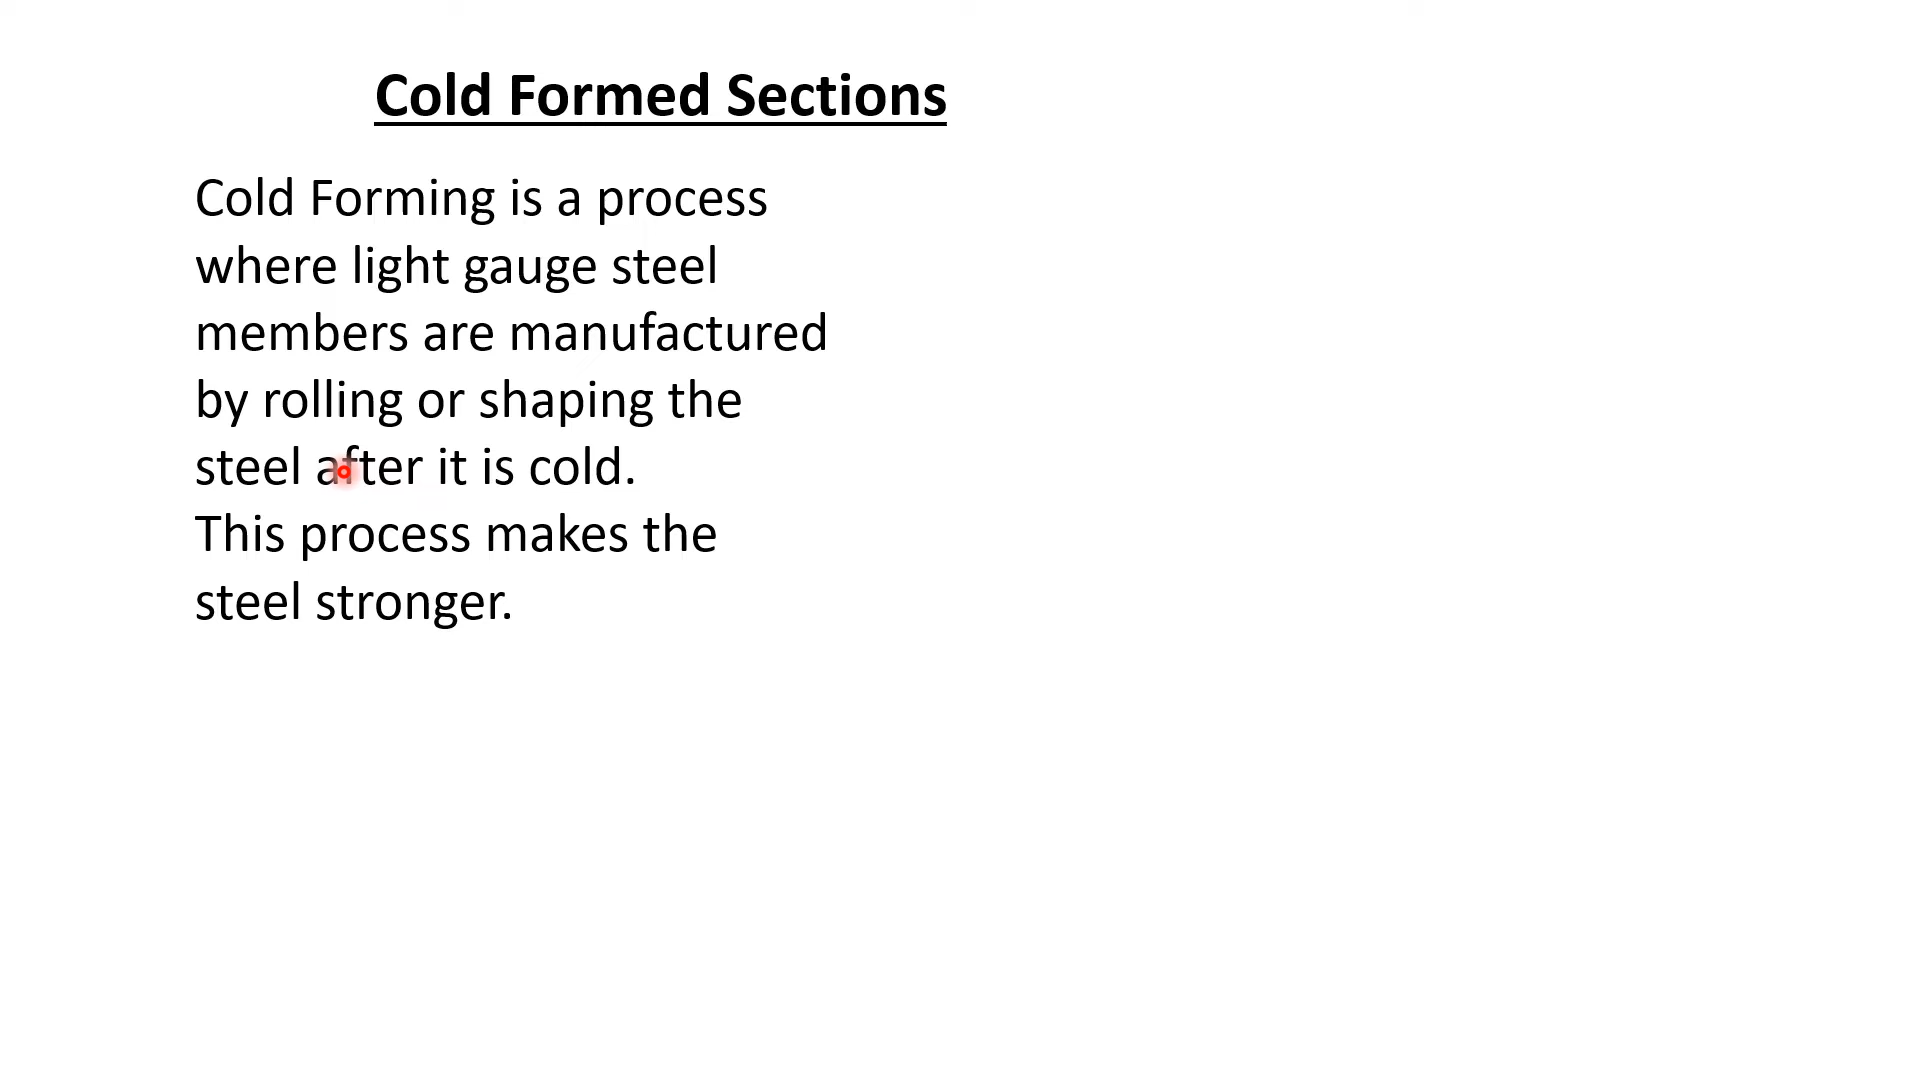 Cold Formed Sections
Cold Forming is a process
where light gauge steel
members are manufactured
by rolling or shaping the
steel after it is cold.
This process makes the
steel stronger.